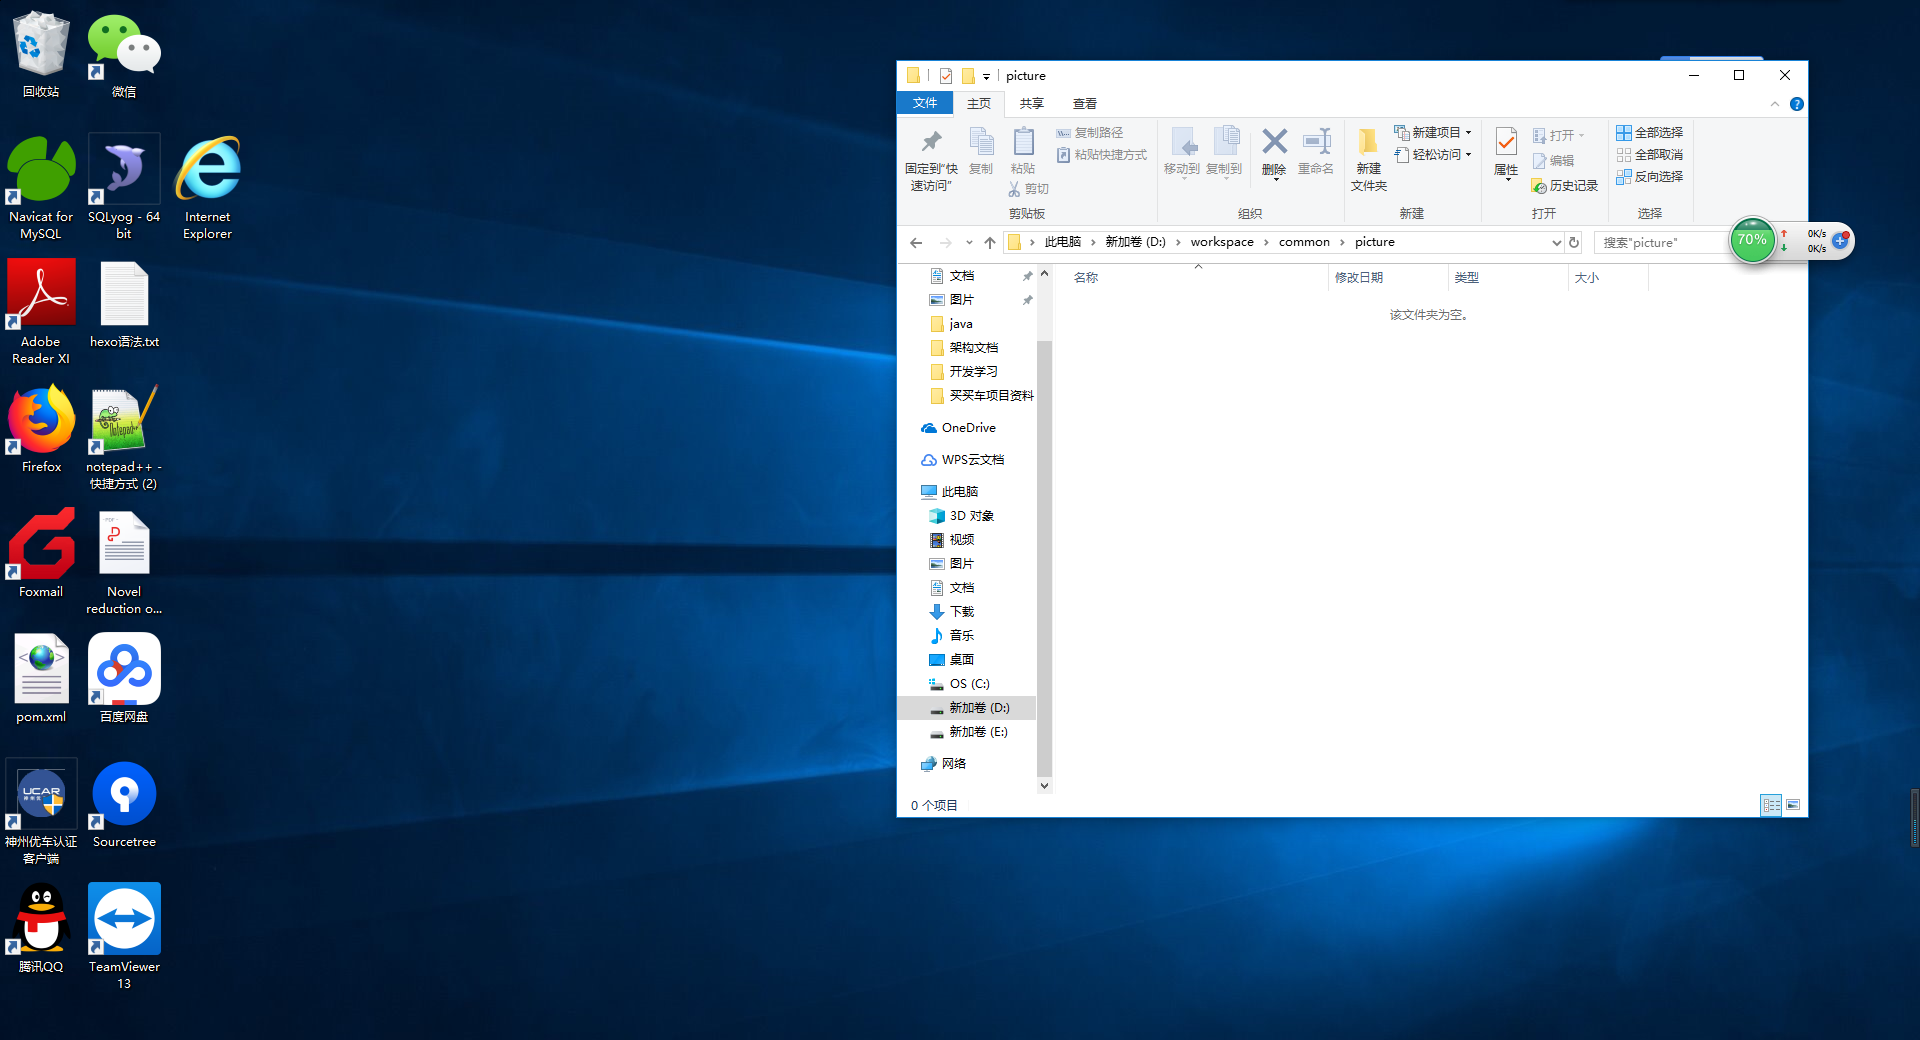 回收站
微信
Navicat for
MySQL
SQLyog - 64
bit
Internet
Explorer
Adobe
Reader XI
hexo语法.txt
Firefox
notepad++ -
快捷方式 (2)
Foxmail
Novel
reduction o...
pom.xml
百度网盘
UCAR
神州优车认证
客户端
Sourcetree
腾讯QQ
TeamViewer
13
picture
文件
主页
共享
查看
固定到"快
速访问"
复制
粘贴
复制路径
粘贴快捷方式
剪切
剪贴板
移动到
复制到
删除
重命名
组织
新建
文件夹
新建项目
轻松访问
新建
属性
打开
编辑
历史记录
打开
全部选择
全部取消
反向选择
选择
此电脑 > 新加卷 (D:) > workspace > common > picture
搜索"picture"
70%
0K/s
0K/s
文档
图片
java
架构文档
开发学习
买买车项目资料
OneDrive
WPS云文档
此电脑
3D 对象
视频
图片
文档
下载
音乐
桌面
OS (C:)
新加卷 (D:)
新加卷 (E:)
网络
名称
修改日期
类型
大小
该文件夹为空。
0 个项目